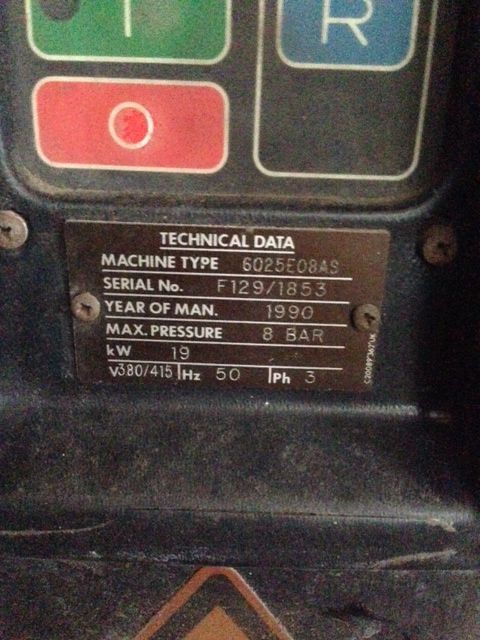 I
R
O
TECHNICAL DATA
MACHINE TYPE 6025E08AS
SERIAL No. F129/1853
YEAR OF MAN. 1990
MAX. PRESSURE 8 BAR
kW 19
V380/415 Hz 50 Ph 3